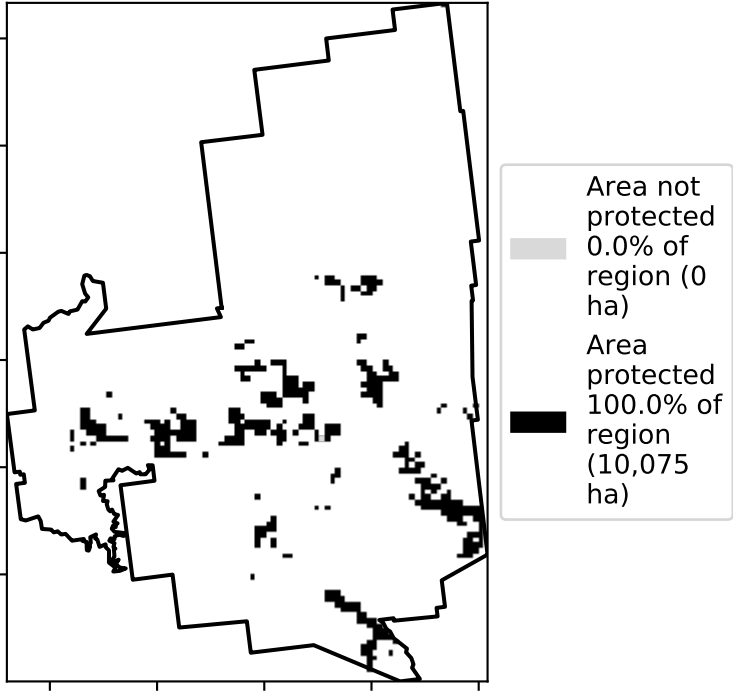 Area not
protected
0.0% of
region (0
ha)
Area
protected
100.0% of
region
(10,075
ha)